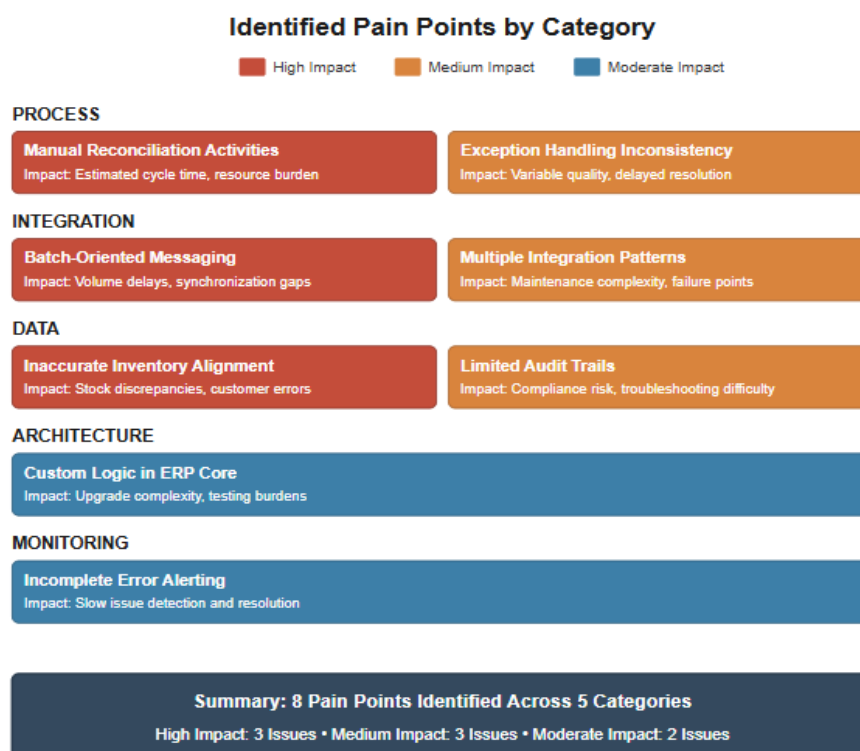 Identified Pain Points by Category
High Impact
Medium Impact
Moderate Impact
PROCESS
Manual Reconciliation Activities
Impact: Estimated cycle time, resource burden
Exception Handling Inconsistency
Impact: Variable quality, delayed resolution
INTEGRATION
Batch-Oriented Messaging
Impact: Volume delays, synchronization gaps
Multiple Integration Patterns
Impact: Maintenance complexity, failure points
DATA
Inaccurate Inventory Alignment
Impact: Stock discrepancies, customer errors
Limited Audit Trails
Impact: Compliance risk, troubleshooting difficulty
ARCHITECTURE
Custom Logic in ERP Core
Impact: Upgrade complexity, testing burdens
MONITORING
Incomplete Error Alerting
Impact: Slow issue detection and resolution
Summary: 8 Pain Points Identified Across 5 Categories
High Impact: 3 Issues • Medium Impact: 3 Issues • Moderate Impact: 2 Issues